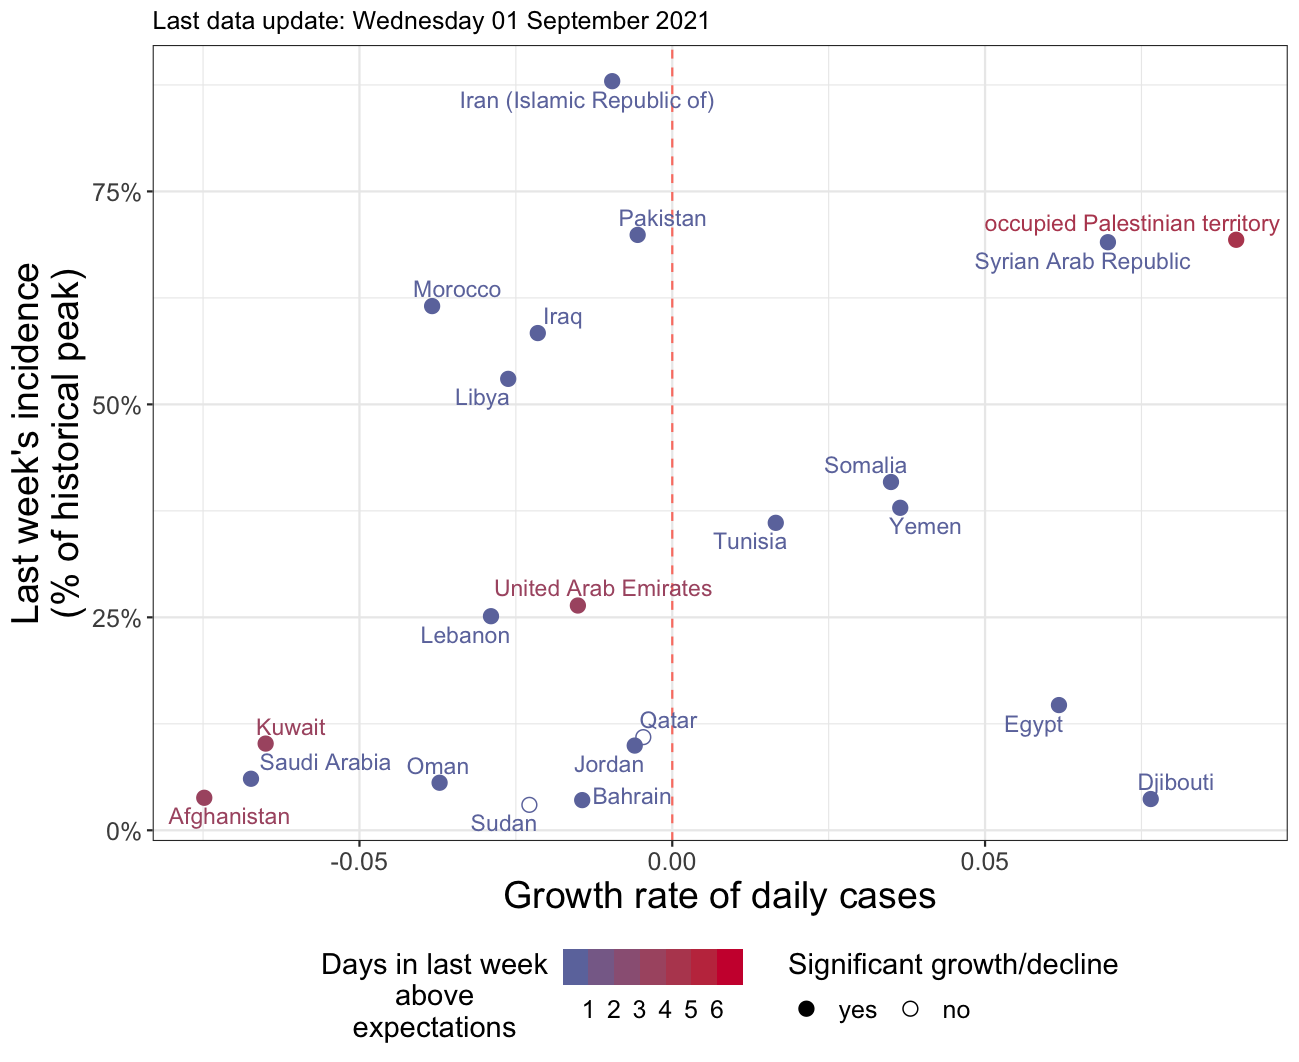 Last data update: Wednesday 01 September 2021
Iran (Islamic Republic of)
75%
Pakistan
occupied Palestinian territory
Syrian Arab Republic
Morocco
Iraq
Libya
50%
Last week's incidence
(% of historical peak)
Somalia
Yemen
Tunisia
United Arab Emirates
25%
Lebanon
Qatar
Egypt
Kuwait
Saudi Arabia
Oman
Jordan
Djibouti
Bahrain
Afghanistan
Sudan
0%
-0.05
0.00
0.05
Growth rate of daily cases
Days in last week
above
expectations
1 2 3 4 5 6
Significant growth/decline
yes
no